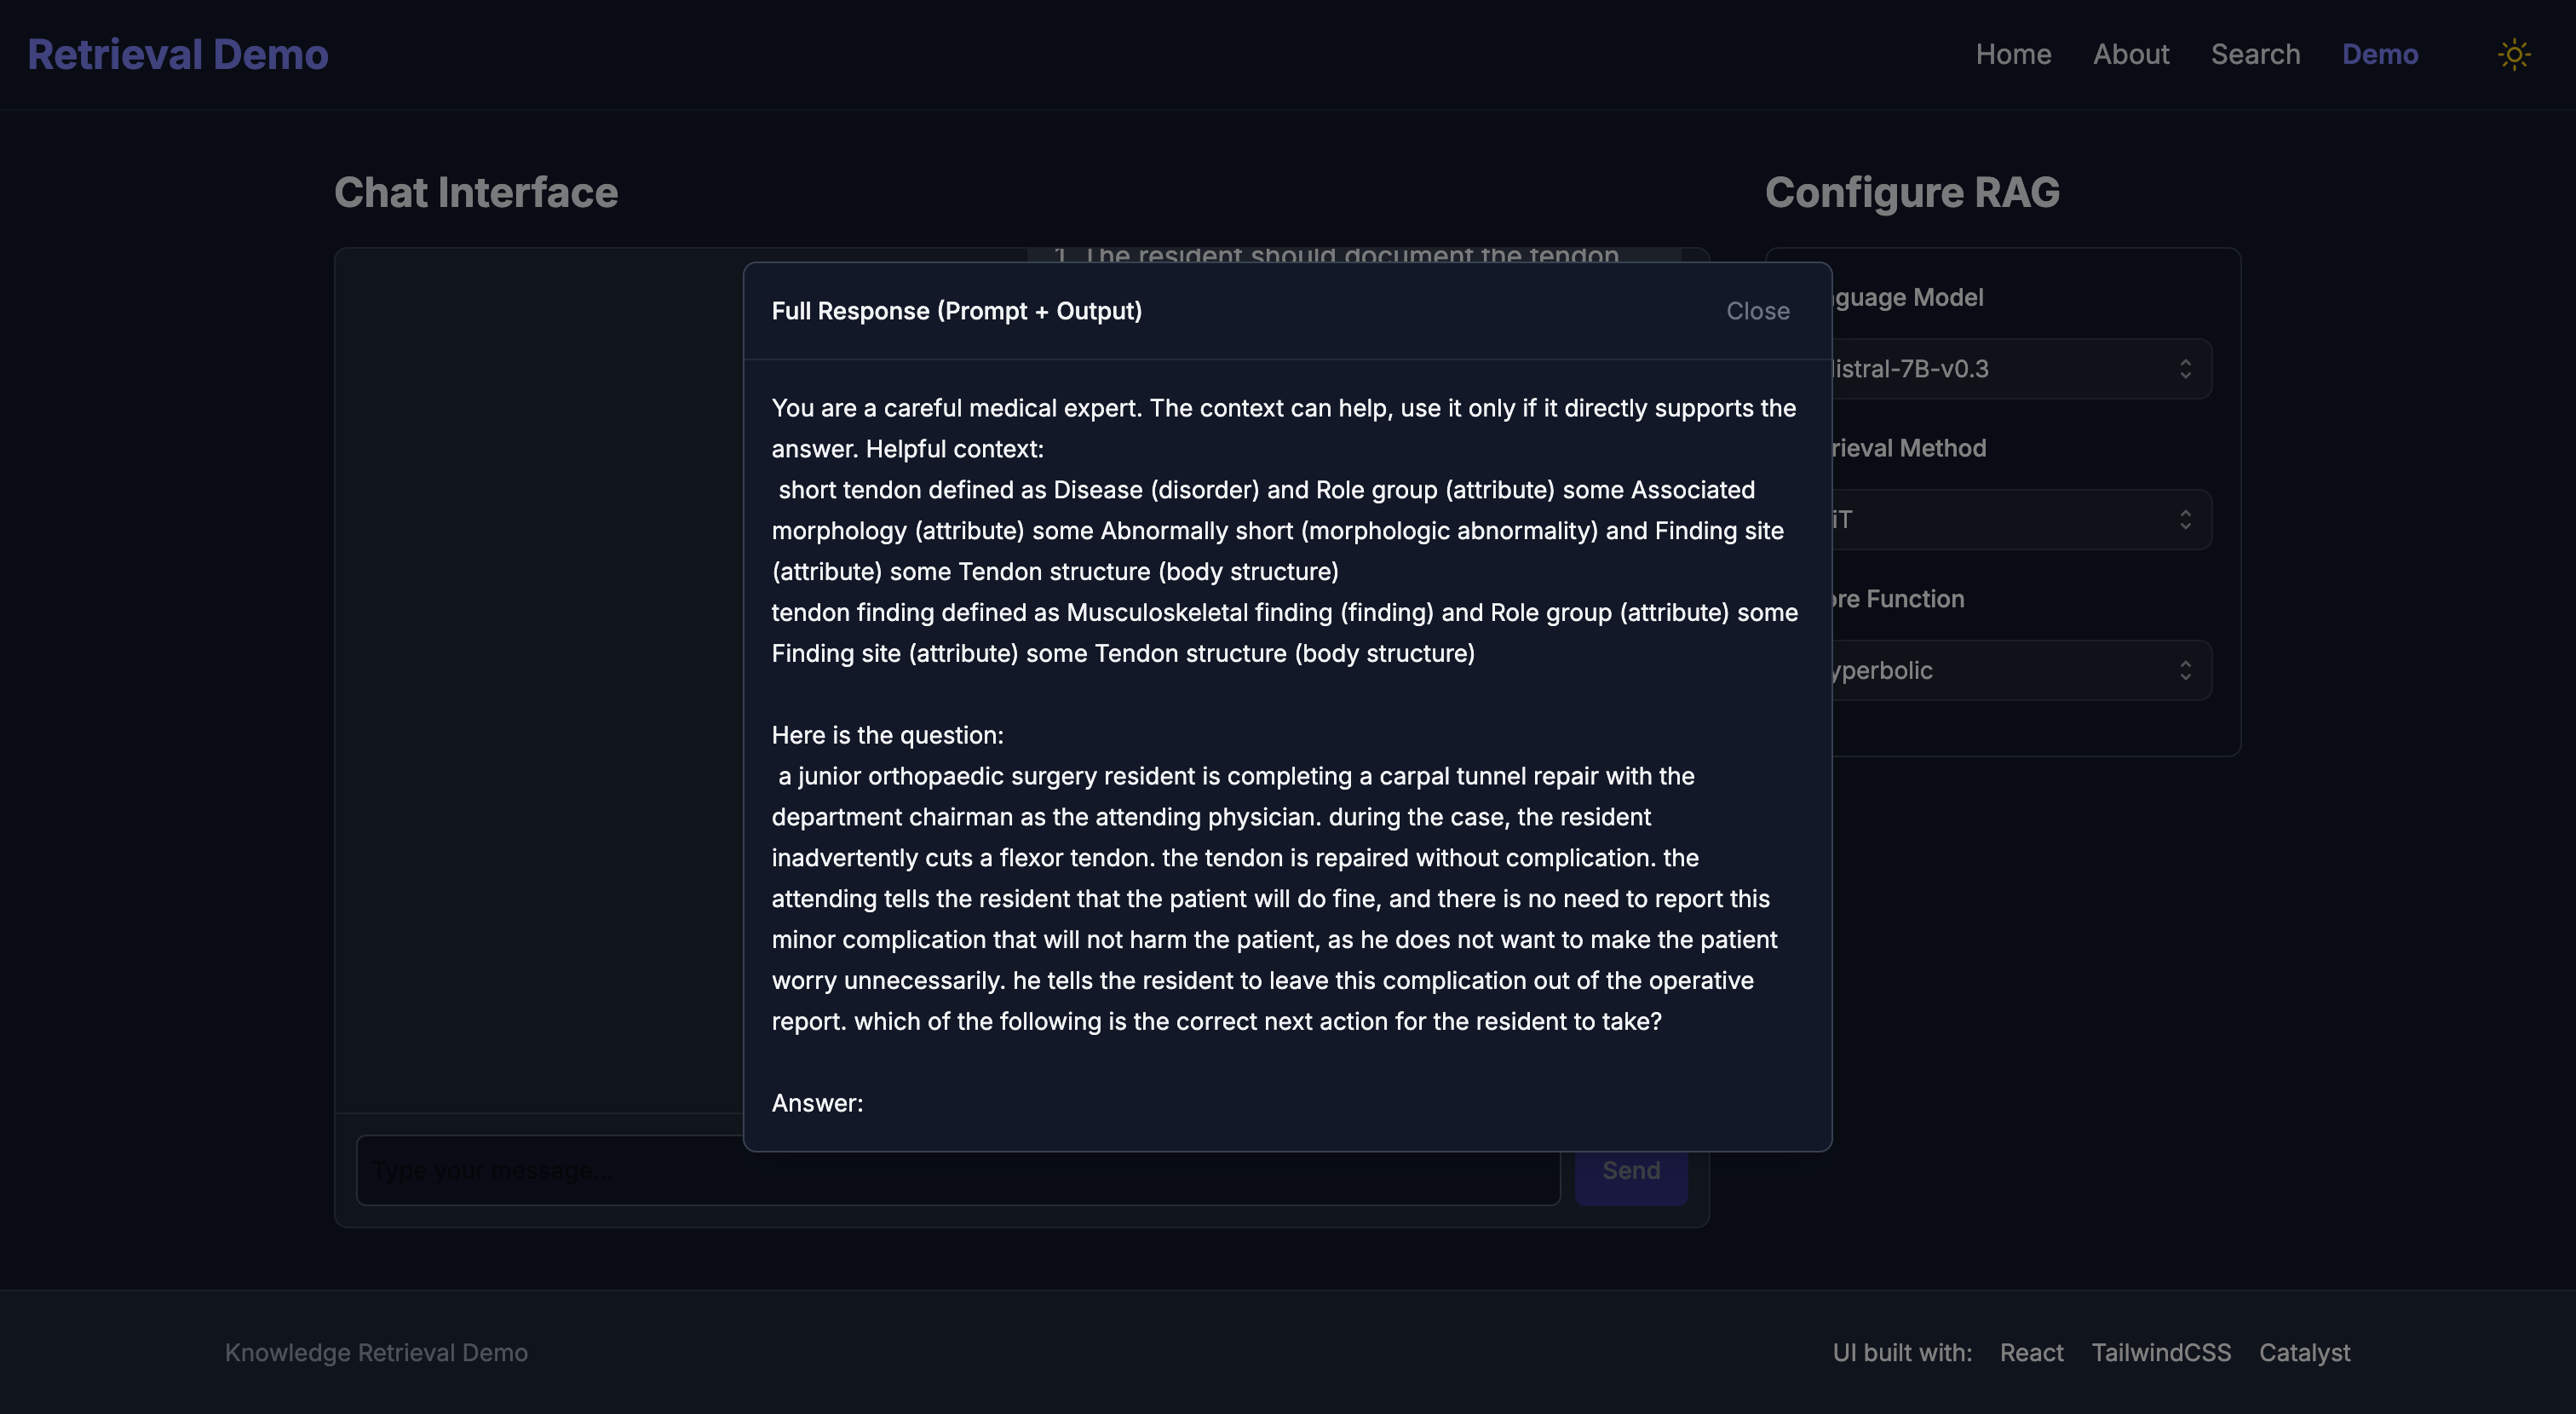 Retrieval Demo
Home About Search Demo
Chat Interface
Configure RAG
1. The resident should document the tendon
Full Response (Prompt + Output)
Close
guage Model
istral-7B-v0.3
rieval Method
iT
re Function
yperbolic
You are a careful medical expert. The context can help, use it only if it directly supports the
answer. Helpful context:
short tendon defined as Disease (disorder) and Role group (attribute) some Associated
morphology (attribute) some Abnormally short (morphologic abnormality) and Finding site
(attribute) some Tendon structure (body structure)
tendon finding defined as Musculoskeletal finding (finding) and Role group (attribute) some
Finding site (attribute) some Tendon structure (body structure)
Here is the question:
a junior orthopaedic surgery resident is completing a carpal tunnel repair with the
department chairman as the attending physician. during the case, the resident
inadvertently cuts a flexor tendon. the tendon is repaired without complication. the
attending tells the resident that the patient will do fine, and there is no need to report this
minor complication that will not harm the patient, as he does not want to make the patient
worry unnecessarily. he tells the resident to leave this complication out of the operative
report. which of the following is the correct next action for the resident to take?
Answer:
Type your message...
Send
Knowledge Retrieval Demo
UI built with: React TailwindCSS Catalyst